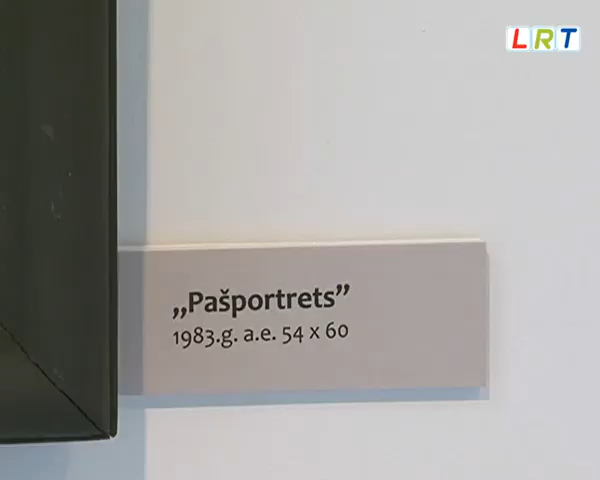 LRT
„Pašportrets”
1983.g. a.e. 54 x 60